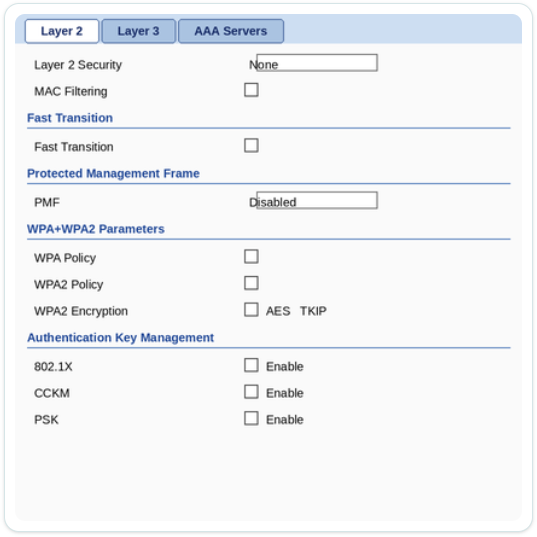 Layer 2 Layer 3 AAA Servers
Layer 2 Security None
MAC Filtering
Fast Transition
Fast Transition
Protected Management Frame
PMF Disabled
WPA+WPA2 Parameters
WPA Policy
WPA2 Policy
WPA2 Encryption AES TKIP
Authentication Key Management
802.1X Enable
CCKM Enable
PSK Enable